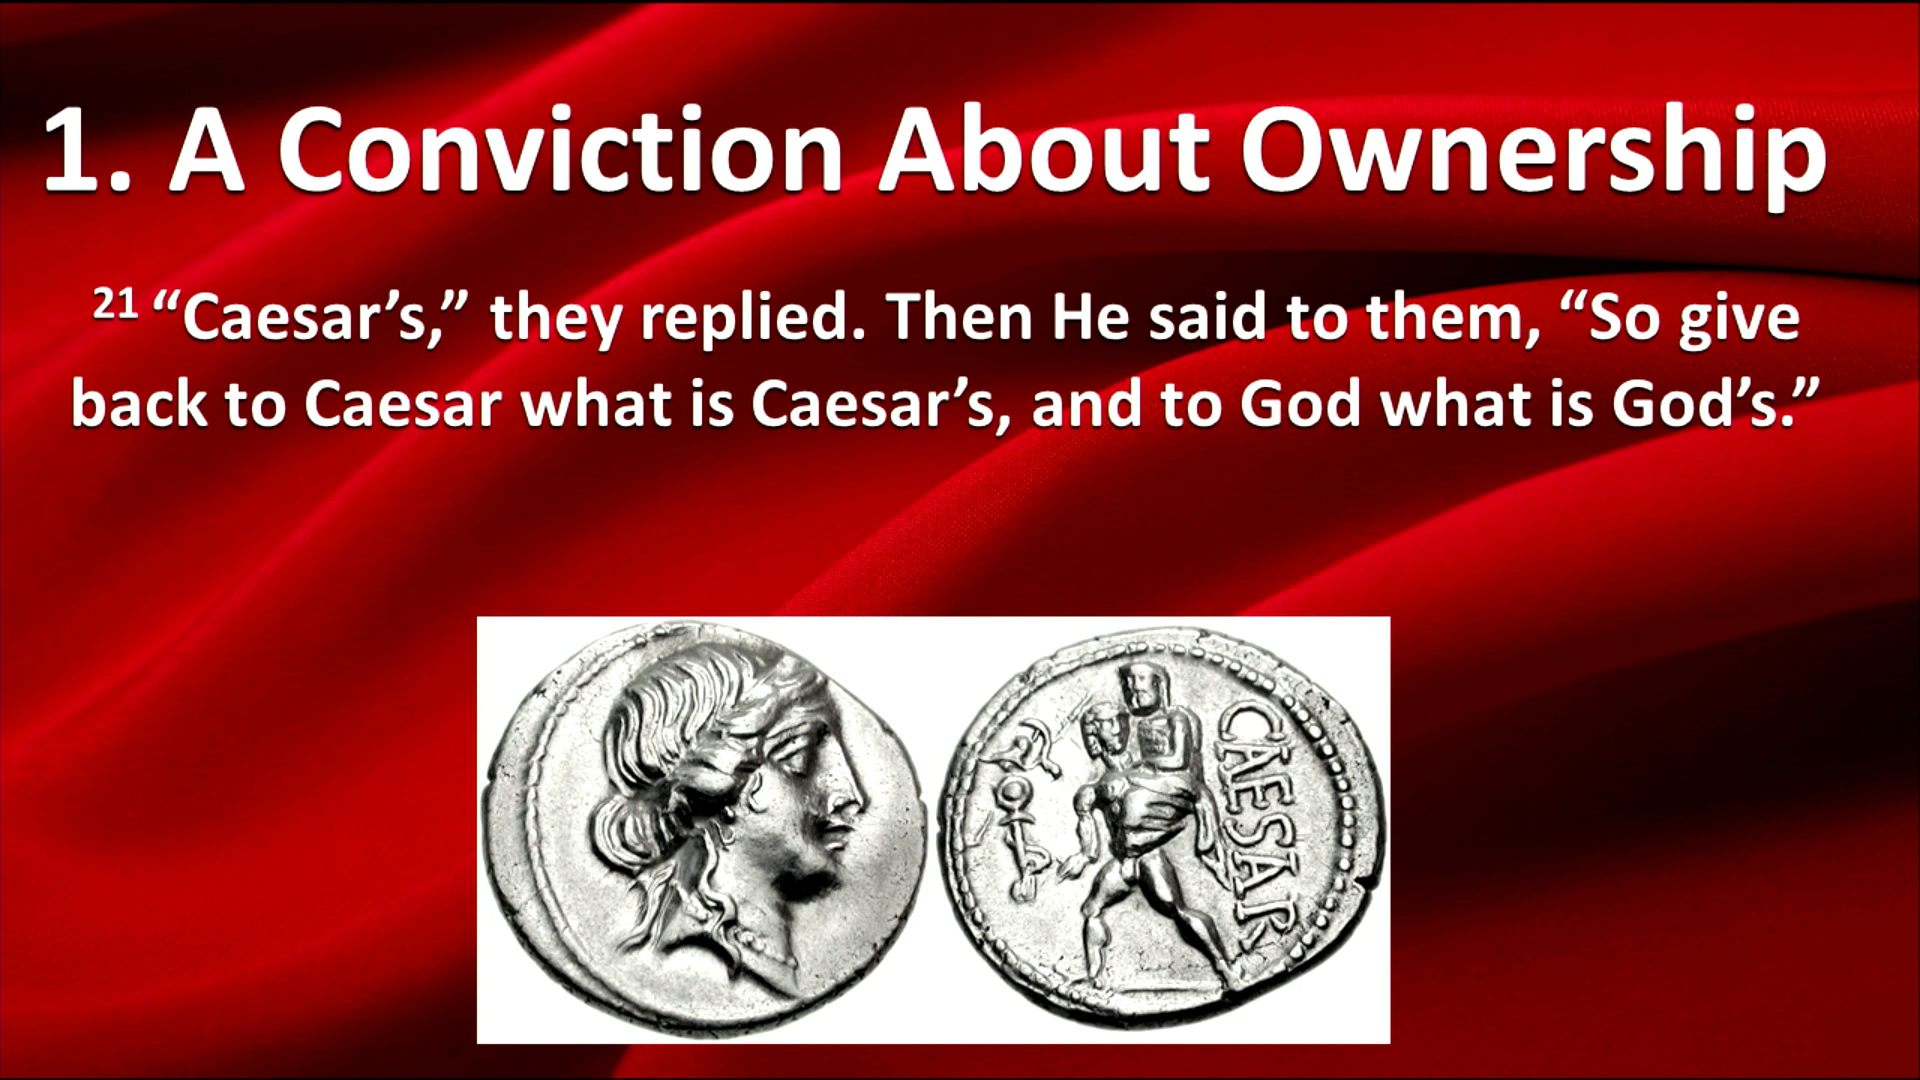 1. A Conviction About Ownership
21 “Caesar’s,” they replied. Then He said to them, “So give
back to Caesar what is Caesar’s, and to God what is God’s.”
CAESAR